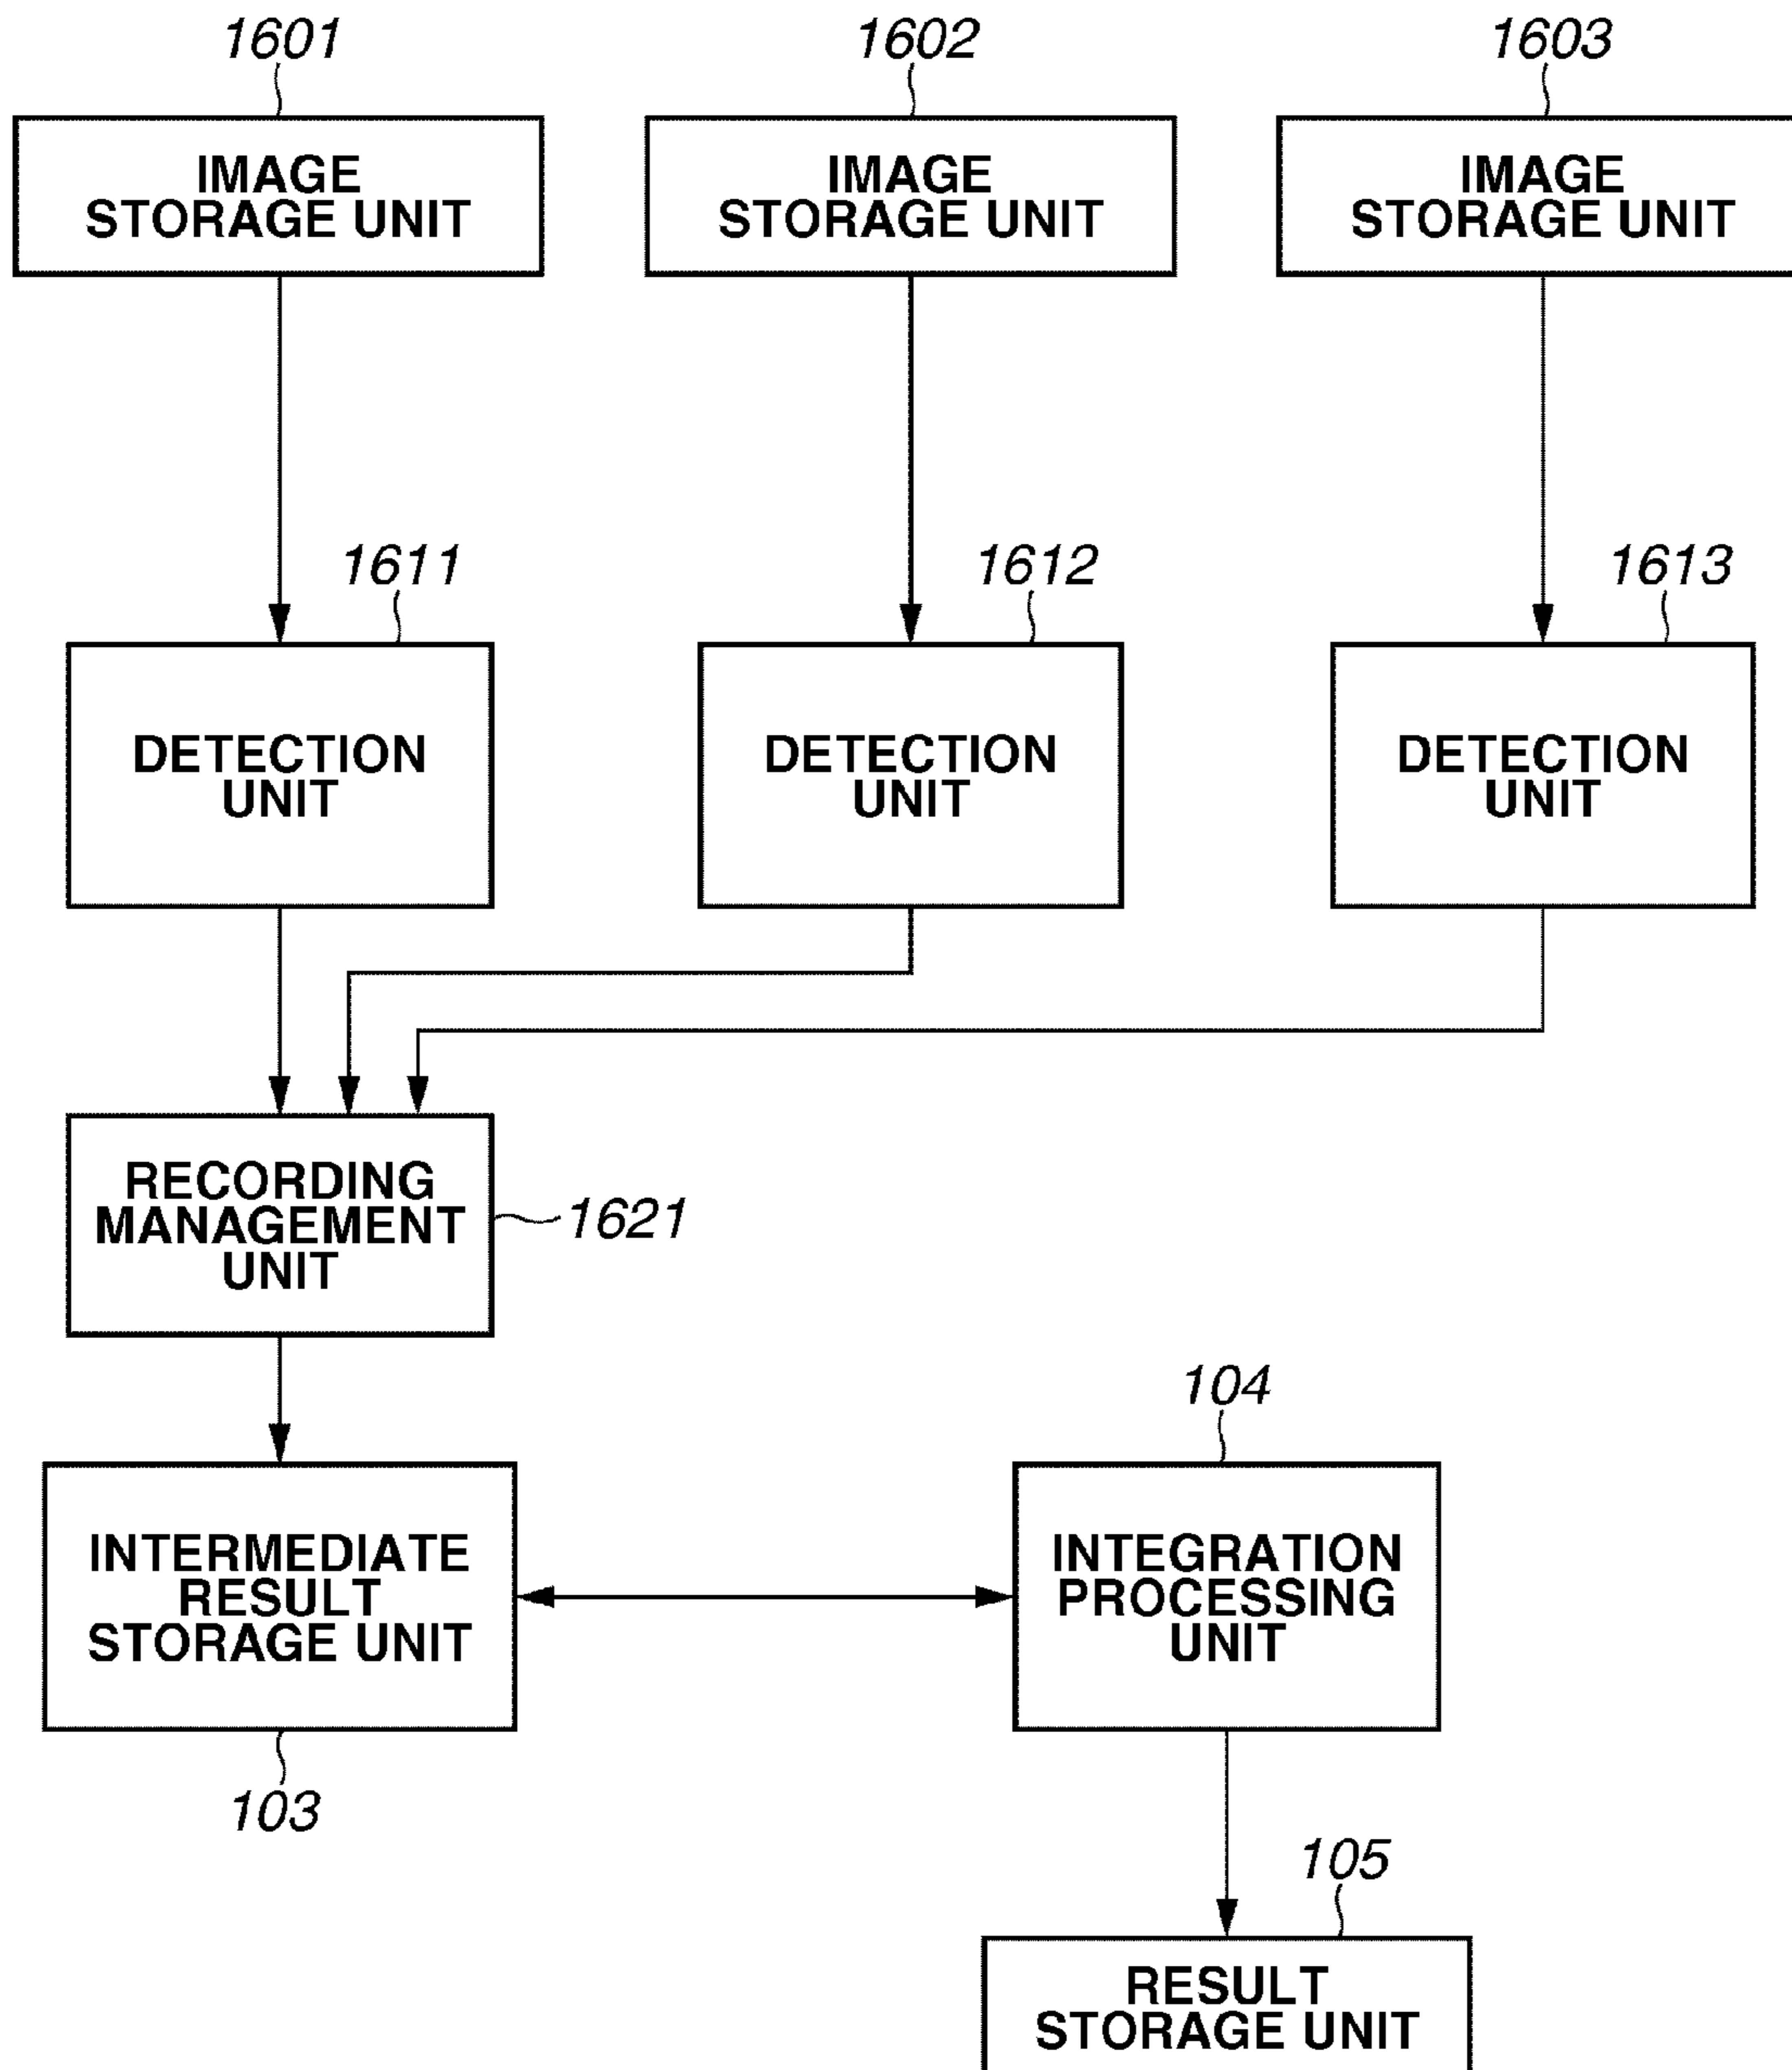 1601
1602
1603
IMAGE
STORAGE UNIT
IMAGE
STORAGE UNIT
IMAGE
STORAGE UNIT
1611
1612
1613
DETECTION
UNIT
DETECTION
UNIT
DETECTION
UNIT
RECORDING
MANAGEMENT
UNIT
1621
104
INTERMEDIATE
RESULT
STORAGE UNIT
INTEGRATION
PROCESSING
UNIT
103
105
RESULT
STORAGE UNIT